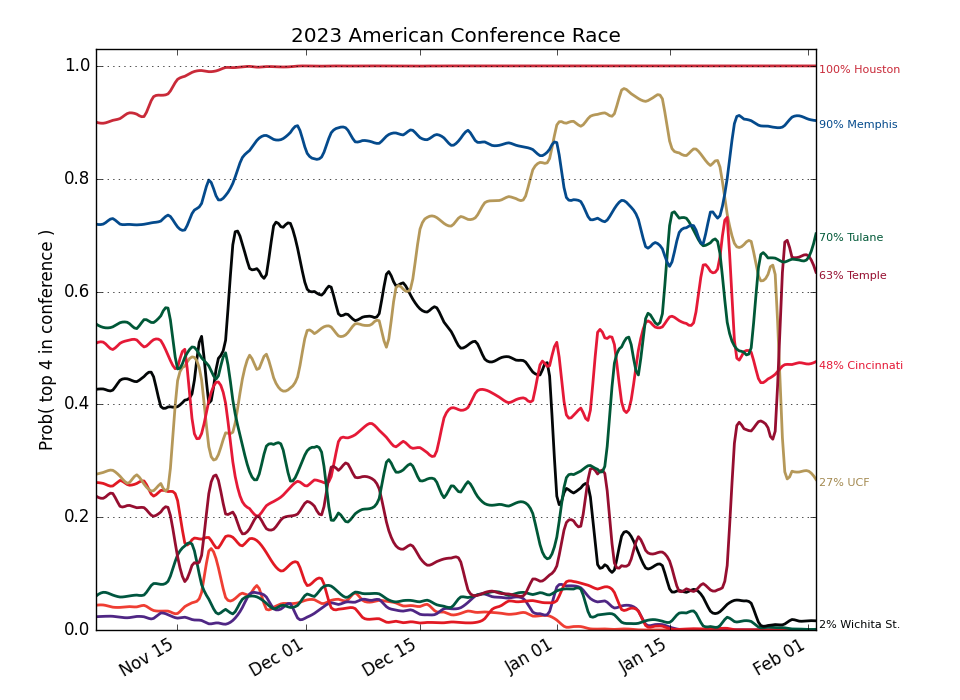 2023 American Conference Race
Prob( top 4 in conference )
1.0
0.8
0.6
0.4
0.2
0.0
100% Houston
90% Memphis
70% Tulane
63% Temple
48% Cincinnati
27% UCF
2% Wichita St.
Nov 15
Dec 01
Dec 15
Jan 01
Jan 15
Feb 01